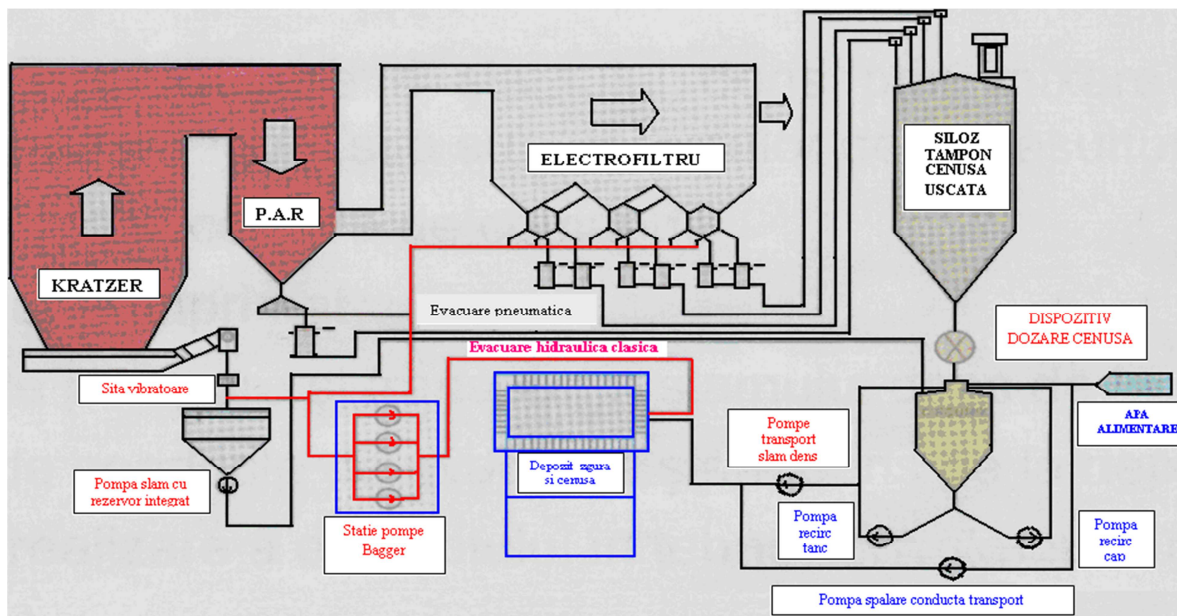 SILOZ
TAMPON
CENUSA
USCATA
ELECTROFILTRU
P.A.R
KRATZER
Evacuare pneumatica
DISPOZITIV
DOZARE CENUSA
Evacuare hidraulica clasica
Sita vibratoare
APA
ALIMENTARE
Pompe
transport
slam dens
Depozit zgura
si cenusa
Pompa slam cu
rezervor integrat
Statie pompe
Bagger
Pompa
recirc
tanc
Pompa
recirc
cap
Pompa spalare conducta transport